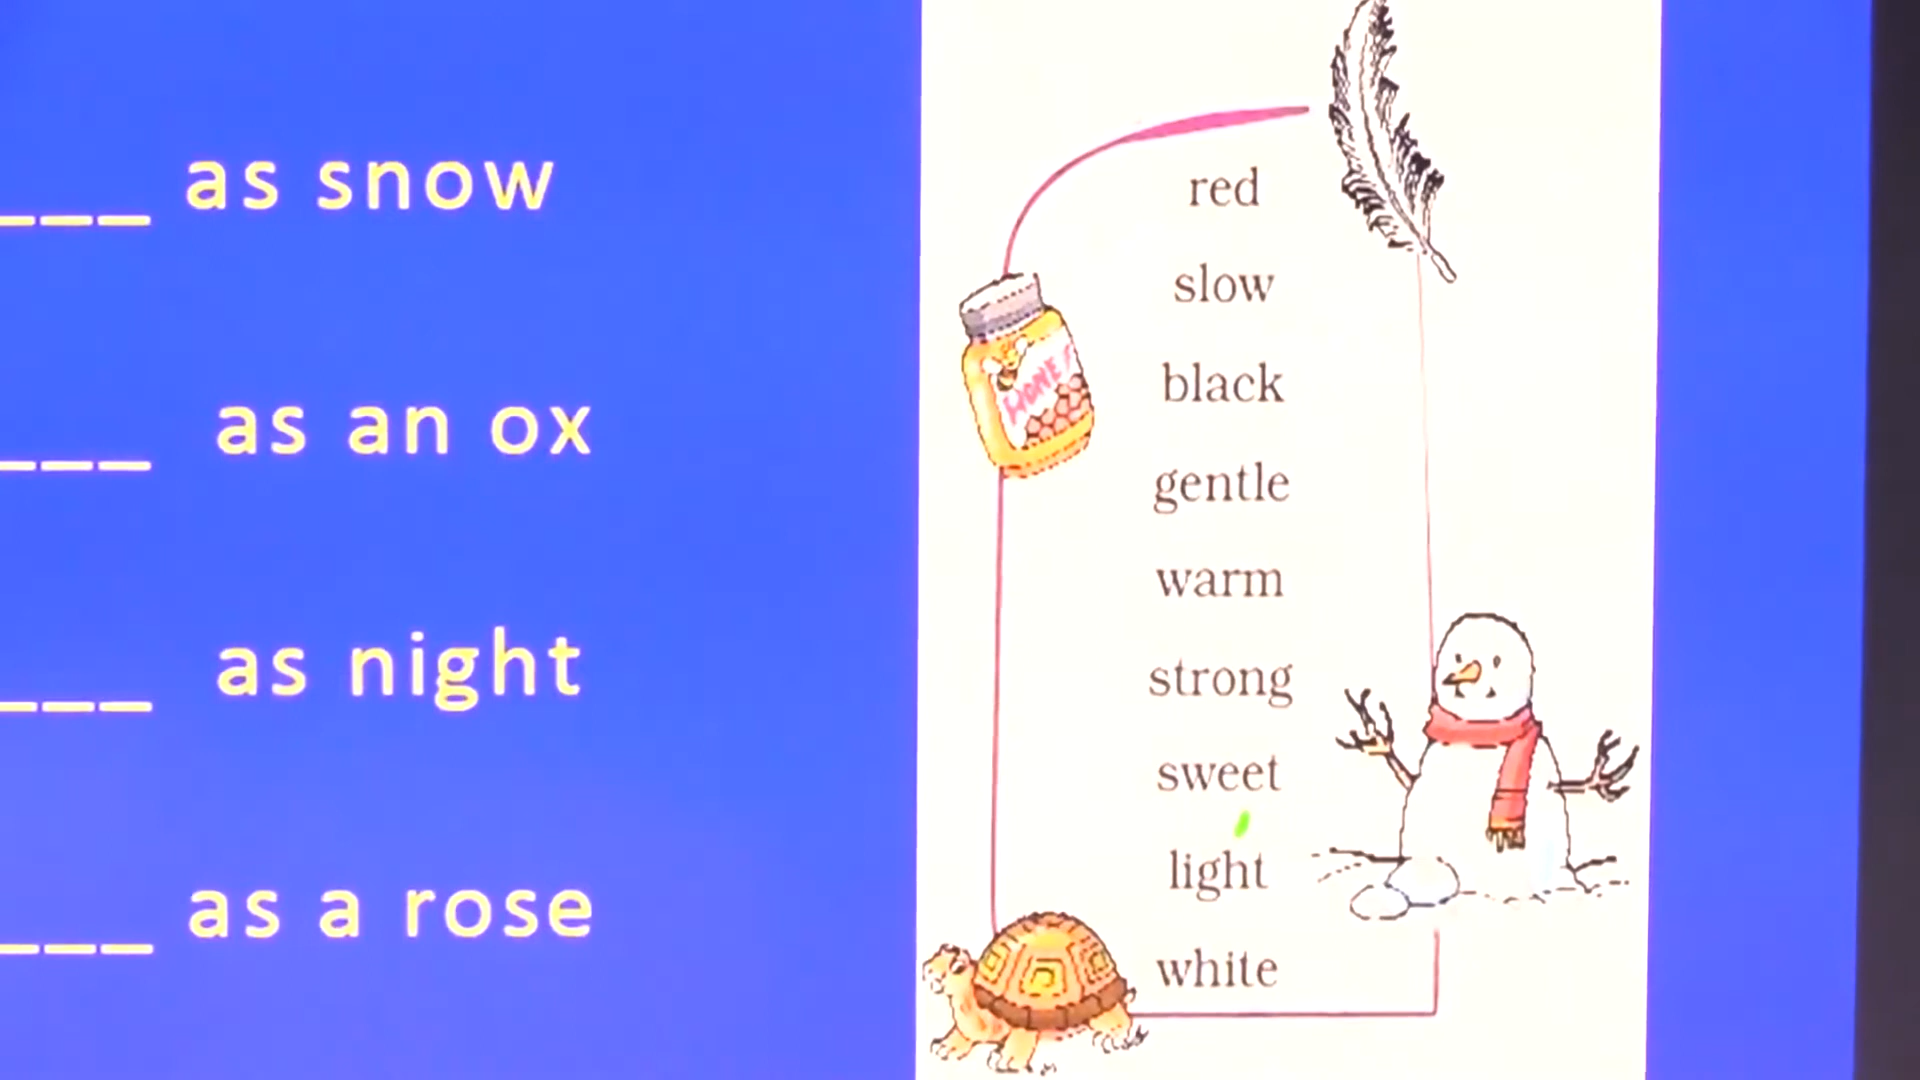 ___ as snow
___ as an ox
___ as night
___ as a rose
red
slow
black
gentle
warm
strong
sweet
light
white
HONEY